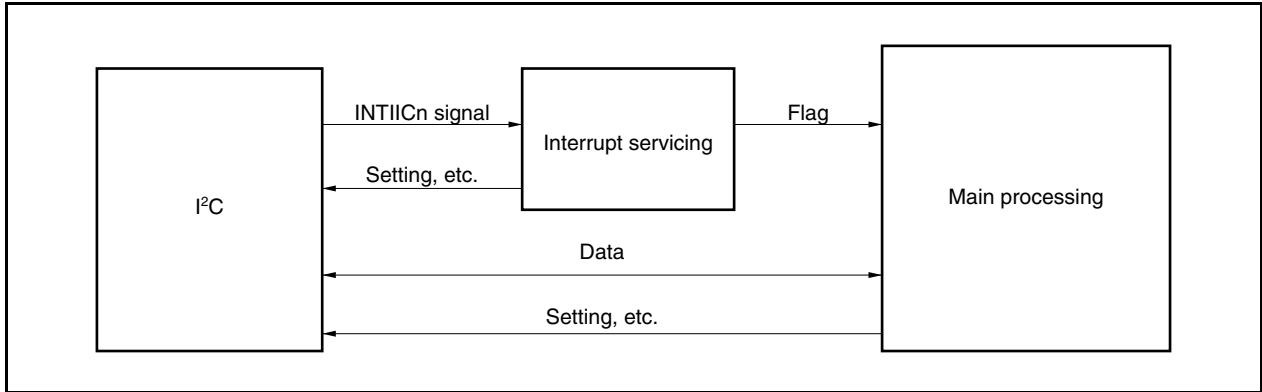 INTIICn signal
Flag
Interrupt servicing
Setting, etc.
I²C
Main processing
Data
Setting, etc.